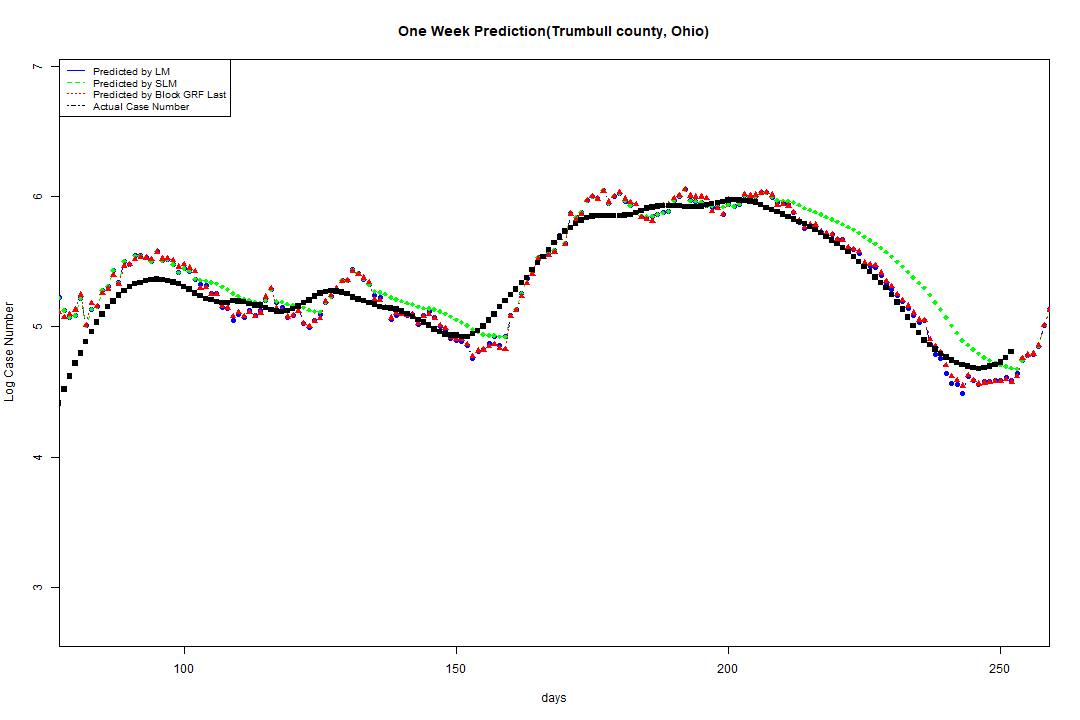 One Week Prediction(Trumbull county, Ohio)
7
Predicted by LM
Predicted by SLM
Predicted by Block GRF Last
Actual Case Number
6
5
4
3
Log Case Number
100
150
200
250
days